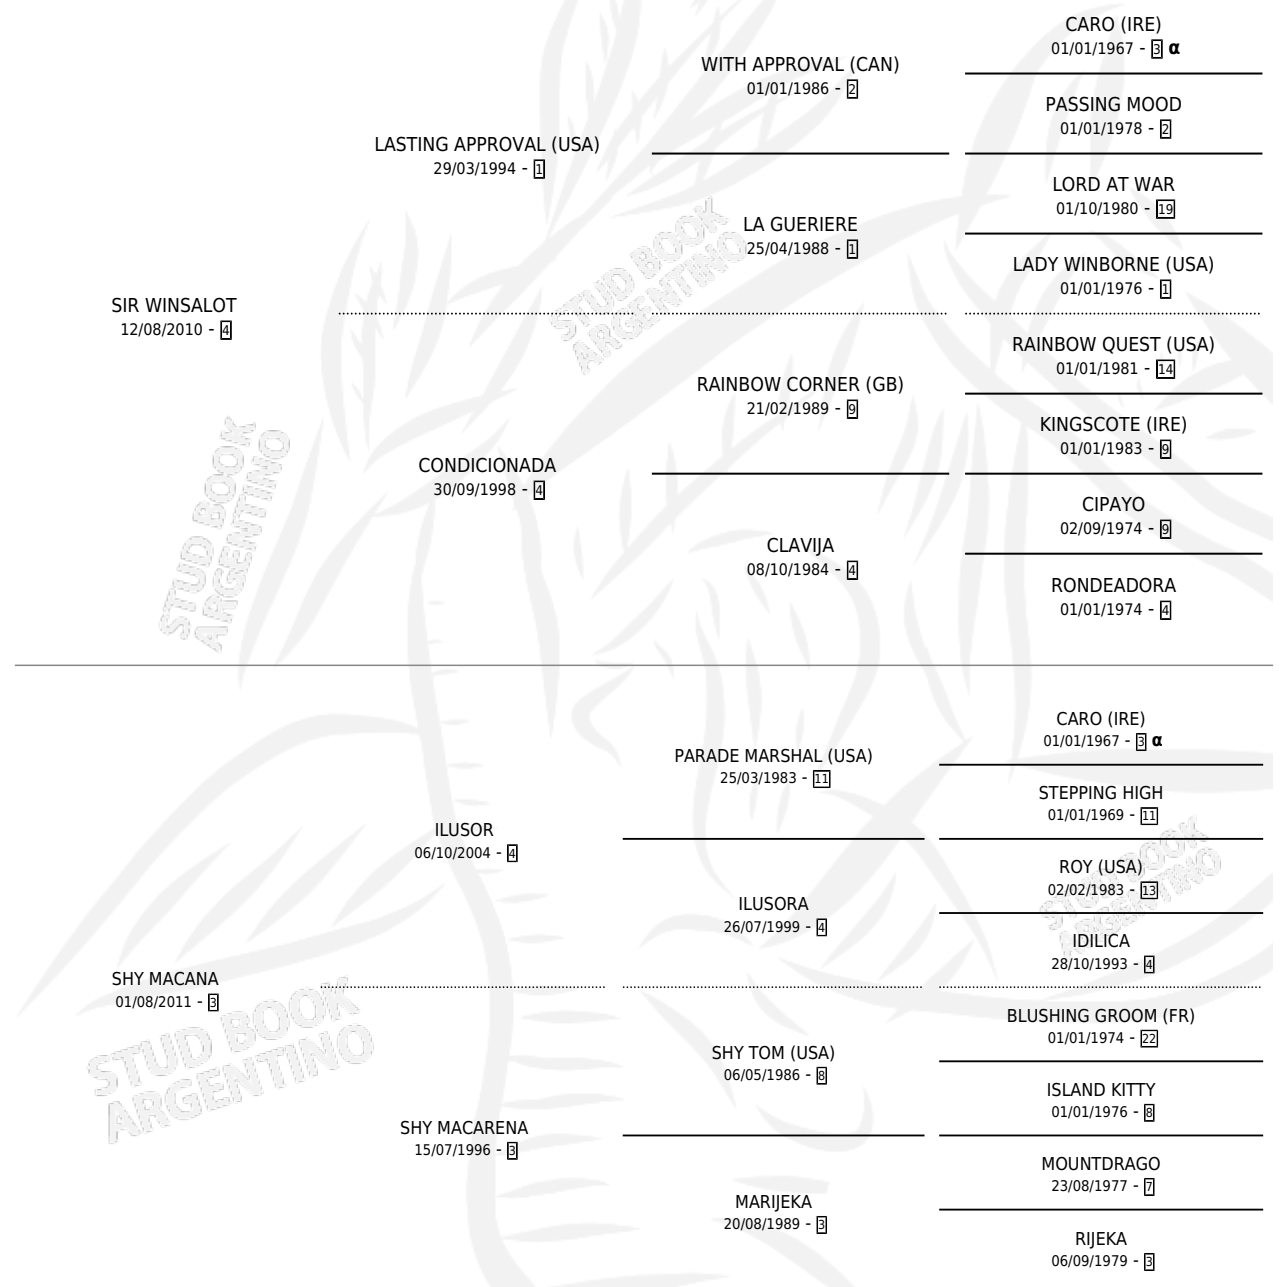 CARO (IRE)
01/01/1967 - 3 α
WITH APPROVAL (CAN)
01/01/1986 - 2
PASSING MOOD
01/01/1978 - 2
LASTING APPROVAL (USA)
29/03/1994 - 1
LORD AT WAR
01/10/1980 - 19
LA GUERIERE
25/04/1988 - 1
LADY WINBORNE (USA)
01/01/1976 - 1
STUD BOOK
ARGENTINO
SIR WINSALOT
12/08/2010 - 4
RAINBOW QUEST (USA)
01/01/1981 - 14
RAINBOW CORNER (GB)
21/02/1989 - 9
KINGSCOTE (IRE)
01/01/1983 - 9
CONDICIONADA
30/09/1998 - 4
CIPAYO
02/09/1974 - 9
CLAVIJA
08/10/1984 - 4
RONDEADORA
01/01/1974 - 4
STUD BOOK
ARGENTINO
CARO (IRE)
01/01/1967 - 3 α
PARADE MARSHAL (USA)
25/03/1983 - 11
STEPPING HIGH
01/01/1969 - 11
ILUSOR
06/10/2004 - 4
ROY (USA)
02/02/1983 - 13
ILUSORA
26/07/1999 - 4
IDILICA
28/10/1993 - 4
STUD BOOK
ARGENTINO
SHY MACANA
01/08/2011 - 3
BLUSHING GROOM (FR)
01/01/1974 - 22
SHY TOM (USA)
06/05/1986 - 8
ISLAND KITTY
01/01/1976 - 8
STUD BOOK
ARGENTINO
SHY MACARENA
15/07/1996 - 3
MOUNTDRAGO
23/08/1977 - 7
MARIJEKA
20/08/1989 - 3
RIJEKA
06/09/1979 - 3